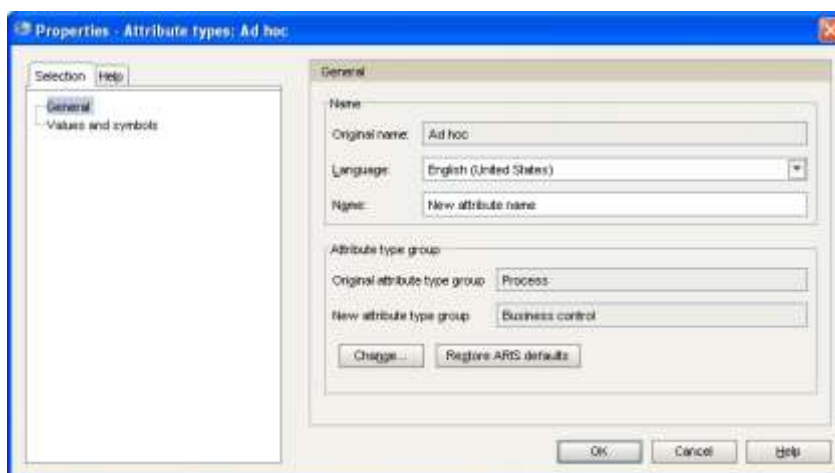 Properties - Attribute types: Ad hoc
Selection Help
General
Values and symbols
General
Name
Original name: Ad hoc
Language: English (United States)
Name: New attribute name
Attribute type group
Original attribute type group Process
New attribute type group Business control
Change... Restore ARIS defaults
OK Cancel Help